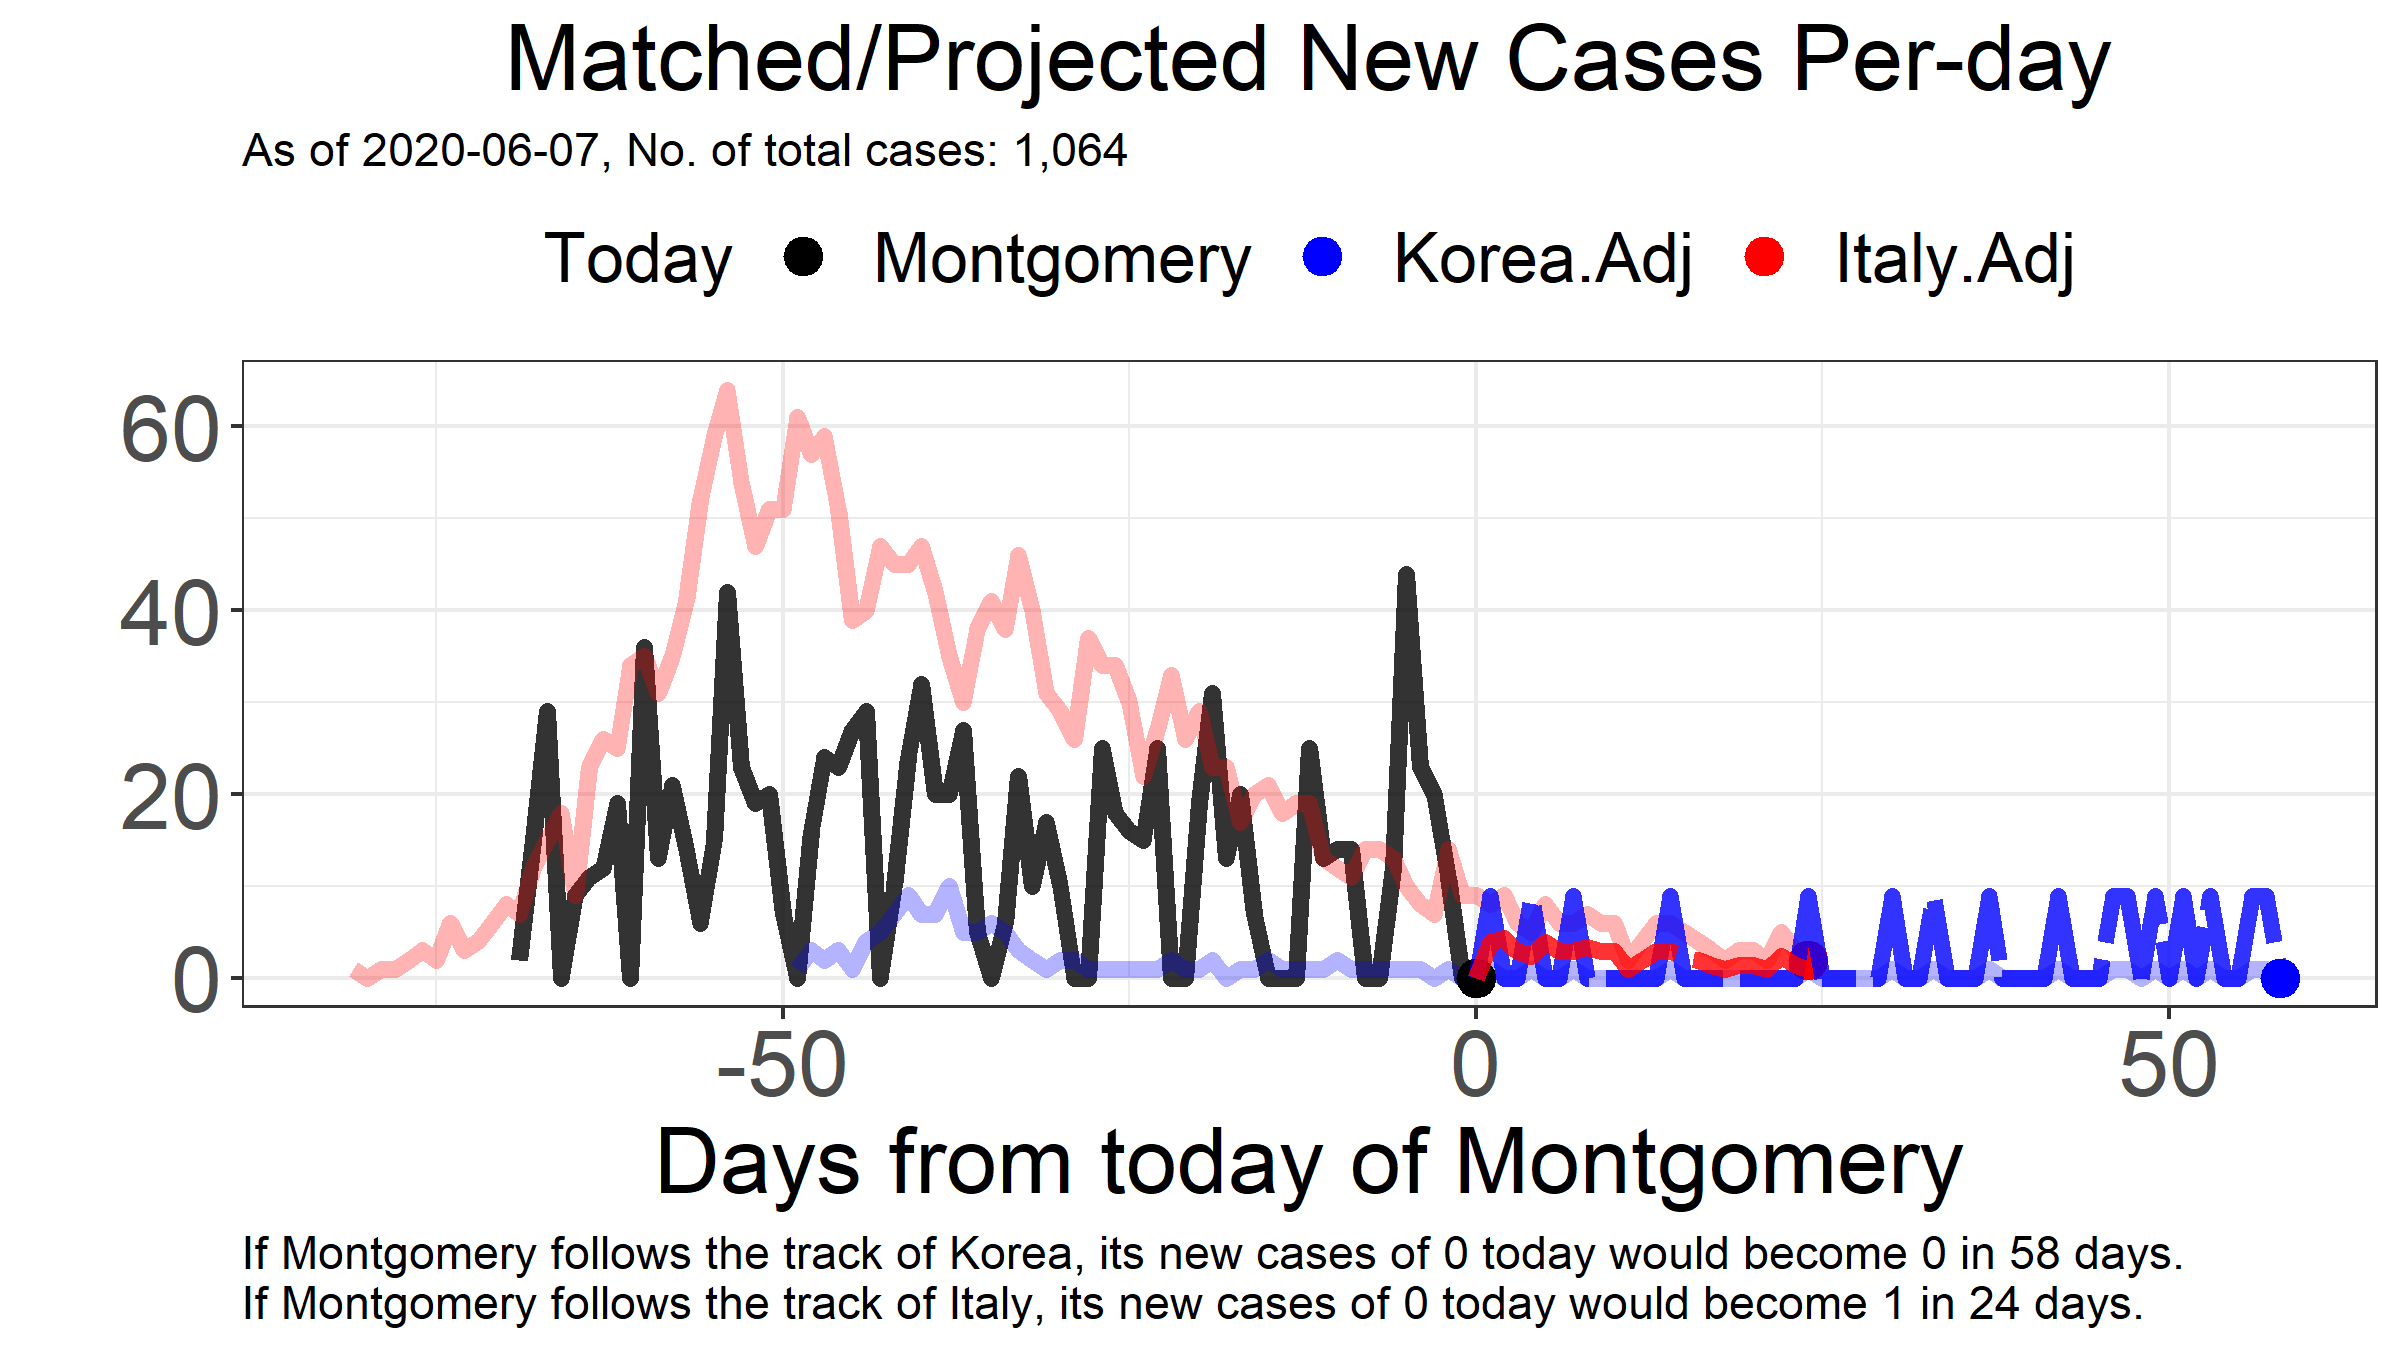 Matched/Projected New Cases Per-day
As of 2020-06-07, No. of total cases: 1,064
Today Montgomery Korea.Adj Italy.Adj
60
40
20
0
-50 0 50
Days from today of Montgomery
If Montgomery follows the track of Korea, its new cases of 0 today would become 0 in 58 days.
If Montgomery follows the track of Italy, its new cases of 0 today would become 1 in 24 days.